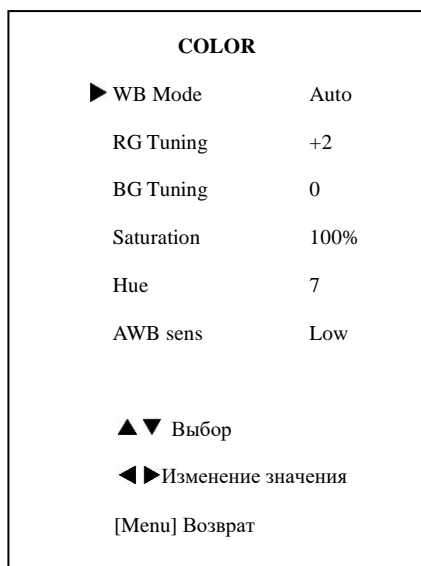 COLOR
▶ WB Mode Auto
RG Tuning +2
BG Tuning 0
Saturation 100%
Hue 7
AWB sens Low
▲▼ Выбор
◀▶Изменение значения
[Menu] Возврат